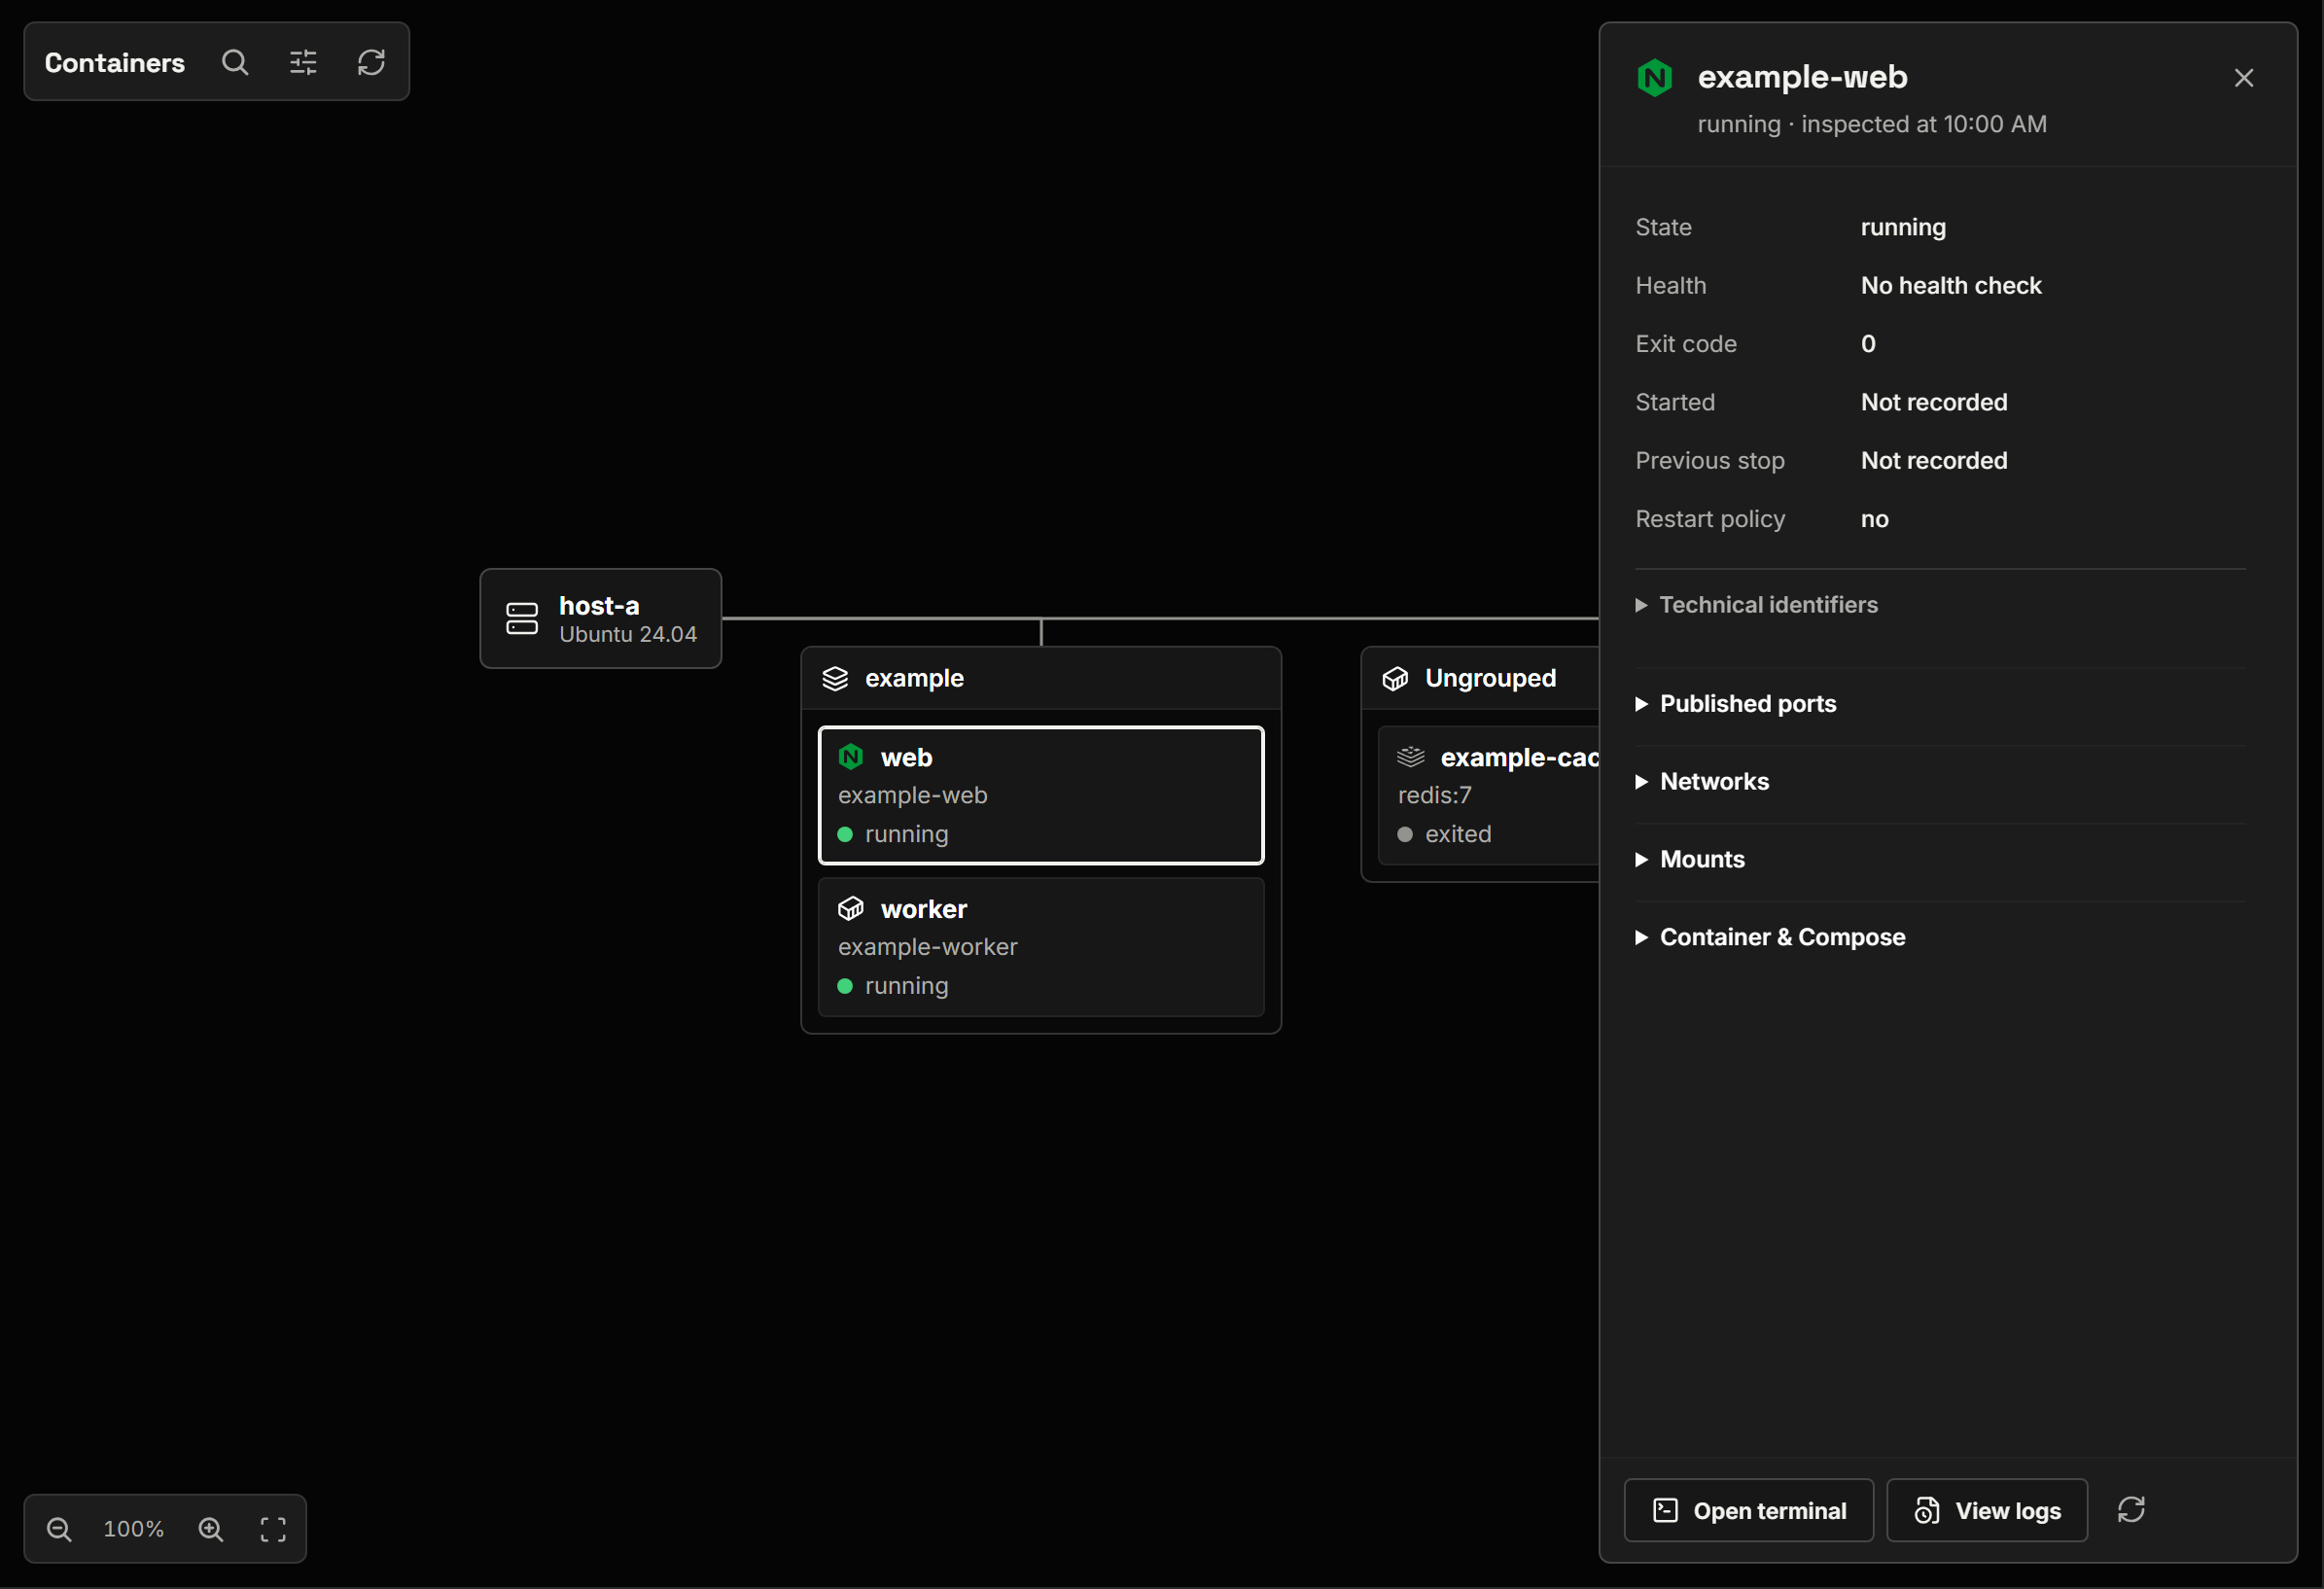 Containers
example-web
running · inspected at 10:00 AM
State running
Health No health check
Exit code 0
Started Not recorded
Previous stop Not recorded
Restart policy no
Technical identifiers
Published ports
Networks
Mounts
Container & Compose
Open terminal View logs
host-a
Ubuntu 24.04
example
web
example-web
running
worker
example-worker
running
Ungrouped
example-cac
redis:7
exited
100%